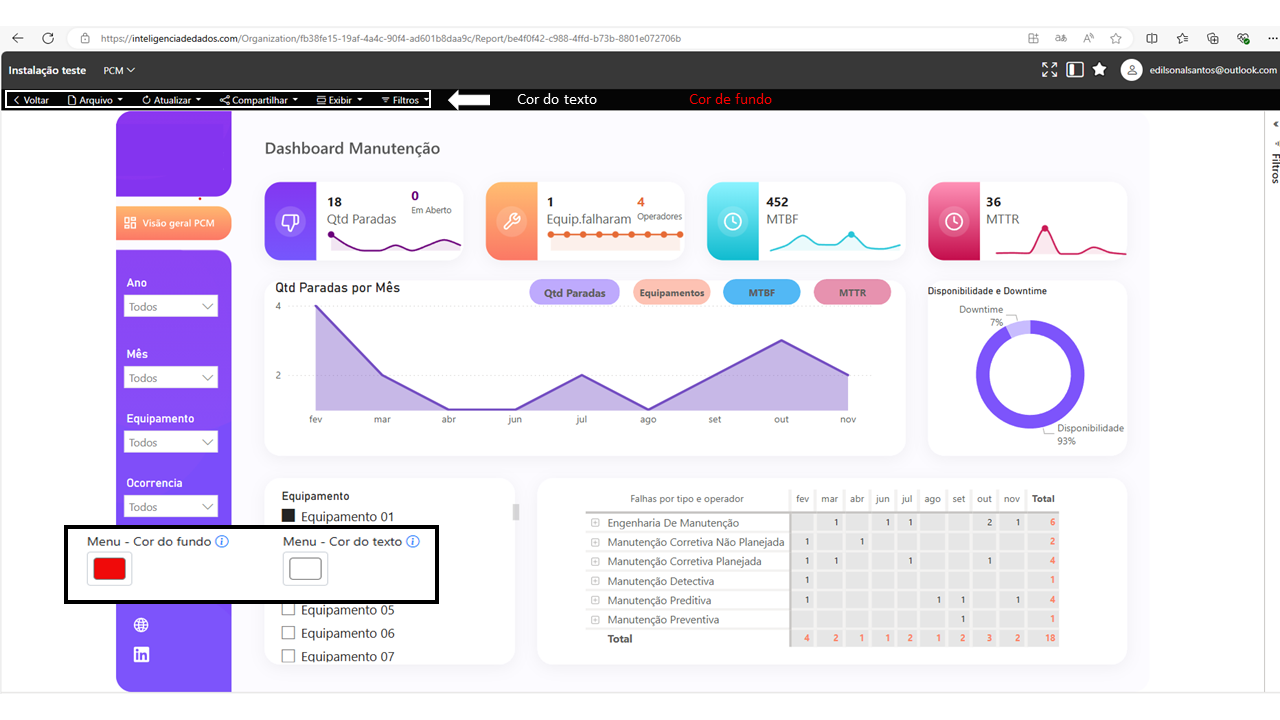 https://inteligenciadedados.com/Organization/fb38fe15-19af-4a4c-90f4-ad601b8daa9c/Report/be4f0f42-c988-4ffd-b73b-8801e072706b
Instalação teste PCM
edilsonalsantos@outlook.com
Voltar Arquivo Atualizar Compartilhar Exibir Filtros
Cor do texto Cor de fundo
Filtros
Dashboard Manutenção
18 Qtd Paradas
0 Em Aberto
1 Equip.falharam
4 Operadores
452 MTBF
36 MTTR
Visão geral PCM
Ano
Todos
Mês
Todos
Equipamento
Todos
Ocorrencia
Todos
Qtd Paradas por Mês
Qtd Paradas Equipamentos MTBF MTTR
4
2
fev mar abr jun jul ago set out nov
Disponibilidade e Downtime
Downtime
7%
Disponibilidade
93%
Equipamento
Equipamento 01
Menu - Cor do fundo Menu - Cor do texto
Equipamento 05
Equipamento 06
Equipamento 07
Falhas por tipo e operador fev mar abr jun jul ago set out nov Total
Engenharia De Manutenção 1 1 1 2 1 6
Manutenção Corretiva Não Planejada 1 1 2
Manutenção Corretiva Planejada 1 1 1 1 4
Manutenção Detectiva 1 1
Manutenção Preditiva 1 1 1 1 4
Manutenção Preventiva 1 1
Total 4 2 1 1 2 1 2 3 2 18